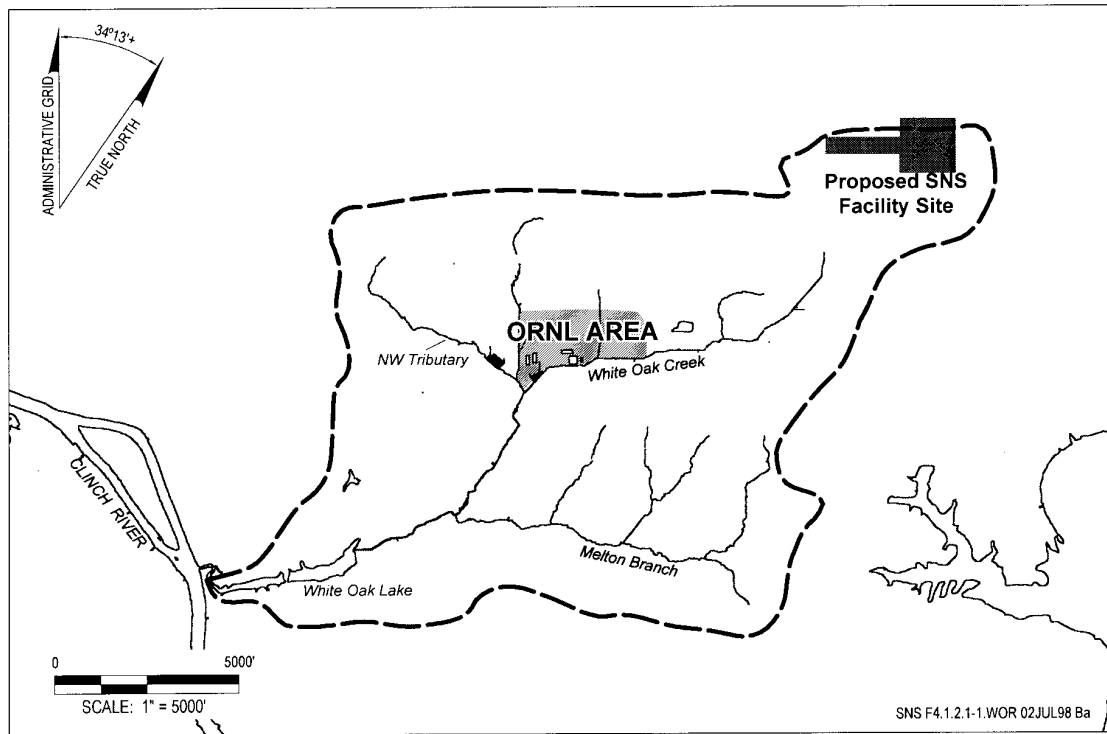 34°13'+
ADMINISTRATIVE GRID
TRUE NORTH
Proposed SNS
Facility Site
ORNL AREA
NW Tributary
White Oak Creek
CLINCH RIVER
Melton Branch
White Oak Lake
0 5000'
SCALE: 1" = 5000'
SNS F4.1.2.1-1.WOR 02JUL98 Ba